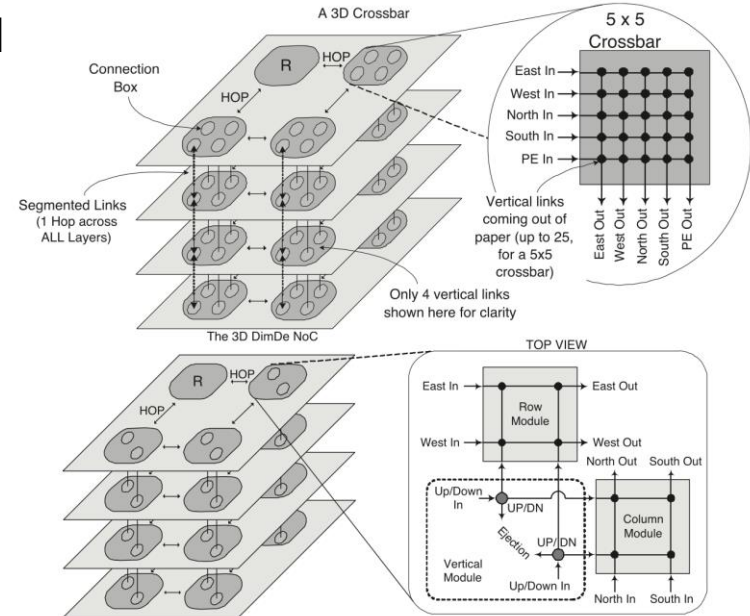 A 3D Crossbar
R
HOP
HOP
Connection
Box
Segmented Links
(1 Hop across
ALL Layers)
Only 4 vertical links
shown here for clarity
5 x 5
Crossbar
East In
West In
North In
South In
PE In
East Out
West Out
North Out
South Out
PE Out
Vertical links
coming out of
paper (up to 25,
for a 5x5
crossbar)
The 3D DimDe NoC
R
HOP
HOP
TOP VIEW
East In
East Out
Row
Module
West In
West Out
North Out
South Out
Up/Down
In
UP/DN
Ejection
UP/DN
Column
Module
Vertical
Module
Up/Down In
North In
South In